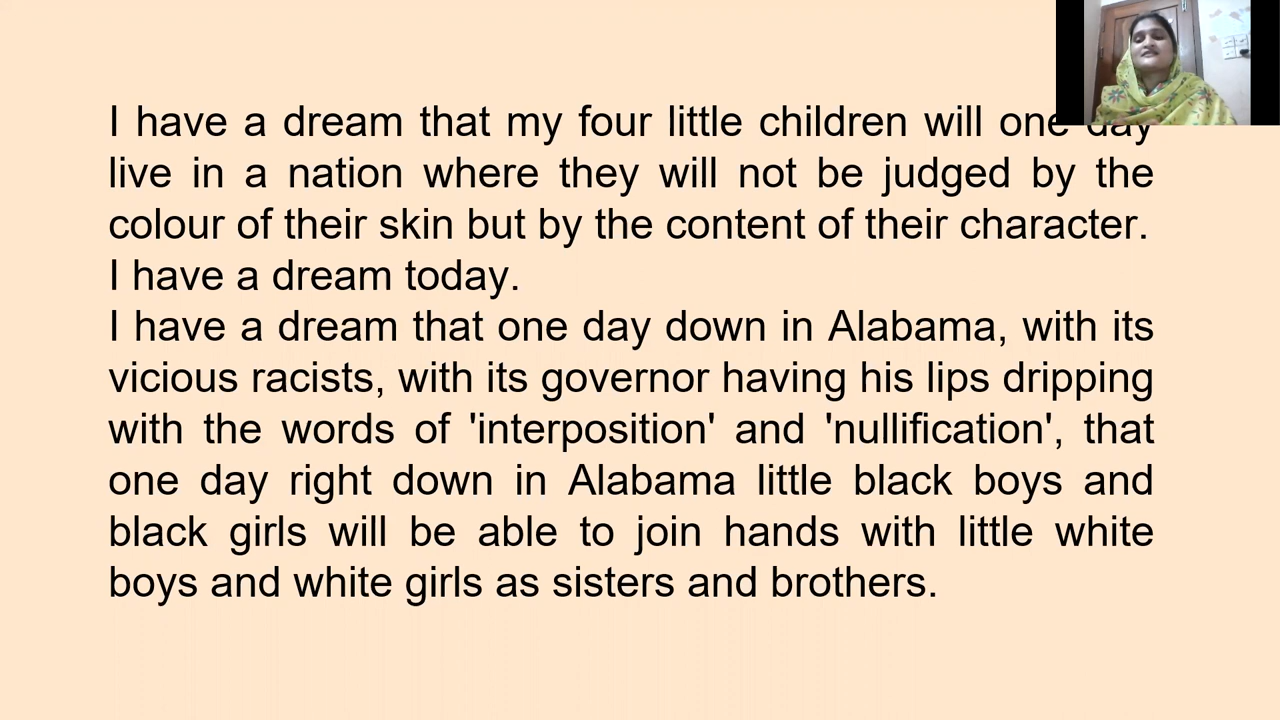 I have a dream that my four little children will one day
live in a nation where they will not be judged by the
colour of their skin but by the content of their character.
I have a dream today.
I have a dream that one day down in Alabama, with its
vicious racists, with its governor having his lips dripping
with the words of 'interposition' and 'nullification', that
one day right down in Alabama little black boys and
black girls will be able to join hands with little white
boys and white girls as sisters and brothers.